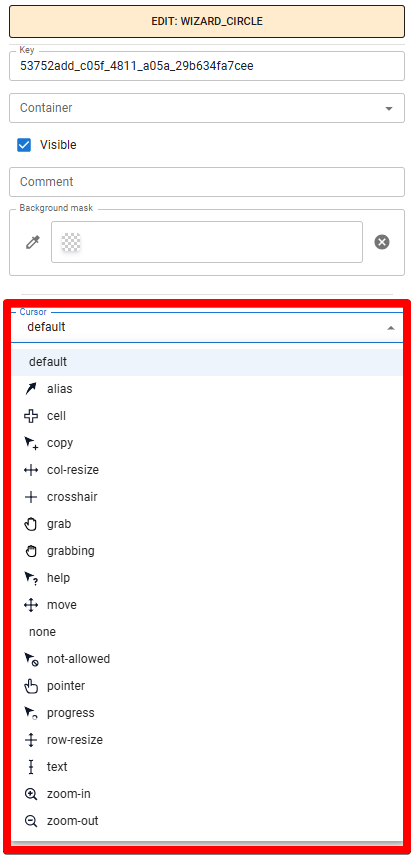 EDIT: WIZARD_CIRCLE
Key
53752add_c05f_4811_a05a_29b634fa7cee
Container
Visible
Comment
Background mask
Cursor
default
default
alias
cell
copy
col-resize
crosshair
grab
grabbing
help
move
none
not-allowed
pointer
progress
row-resize
text
zoom-in
zoom-out